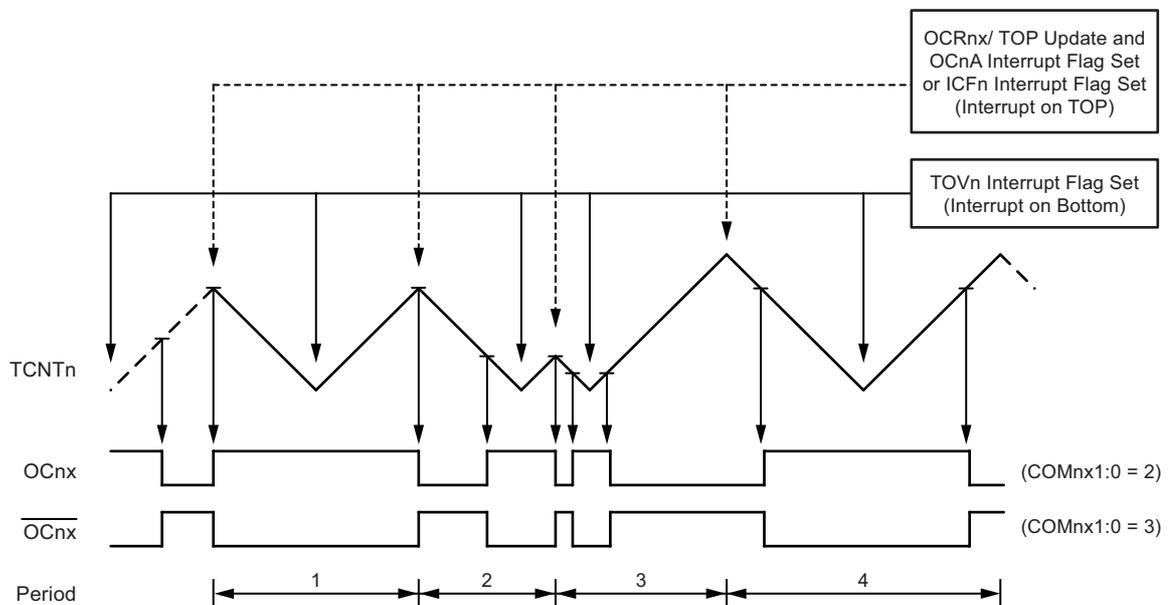 OCRnx/ TOP Update and
OCnA Interrupt Flag Set
or ICFn Interrupt Flag Set
(Interrupt on TOP)
TOVn Interrupt Flag Set
(Interrupt on Bottom)
TCNTn
OCnx
(COMnx1:0 = 2)
OCnx
(COMnx1:0 = 3)
Period
1
2
3
4